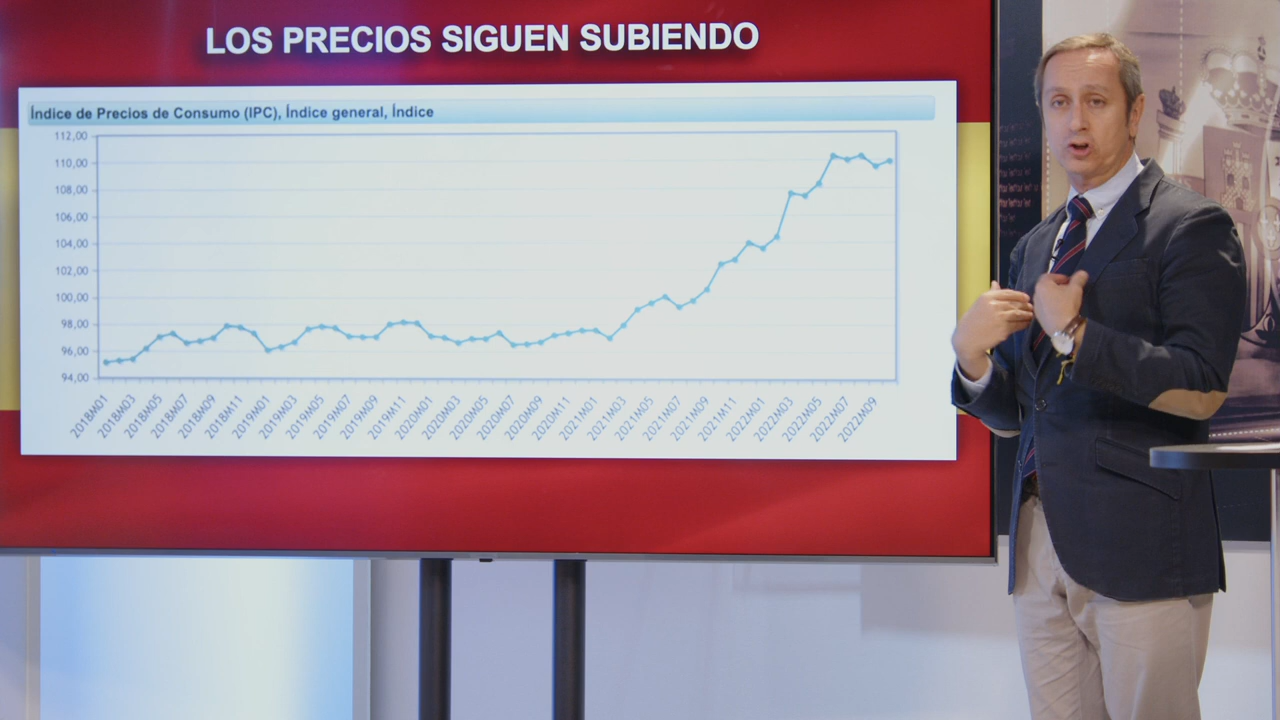 LOS PRECIOS SIGUEN SUBIENDO
Índice de Precios de Consumo (IPC), Índice general, Índice
112,00
110,00
108,00
106,00
104,00
102,00
100,00
98,00
96,00
94,00
2018M01
2018M03
2018M05
2018M07
2018M09
2018M11
2019M01
2019M03
2019M05
2019M07
2019M09
2019M11
2020M01
2020M03
2020M05
2020M07
2020M09
2020M11
2021M01
2021M03
2021M05
2021M07
2021M09
2021M11
2022M01
2022M03
2022M05
2022M07
2022M09